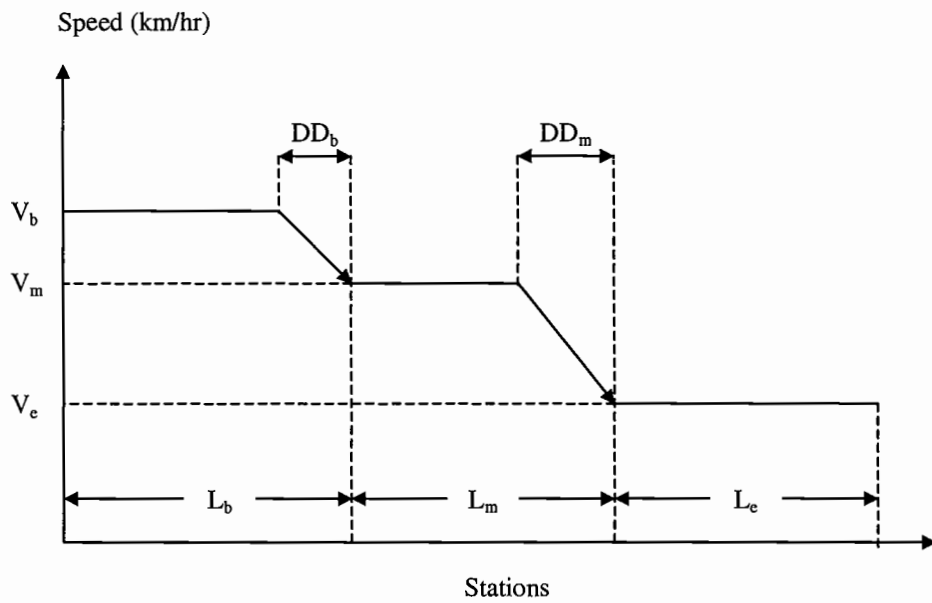 Speed (km/hr)
DD_b DD_m
V_b
V_m
V_e
L_b L_m L_e
Stations